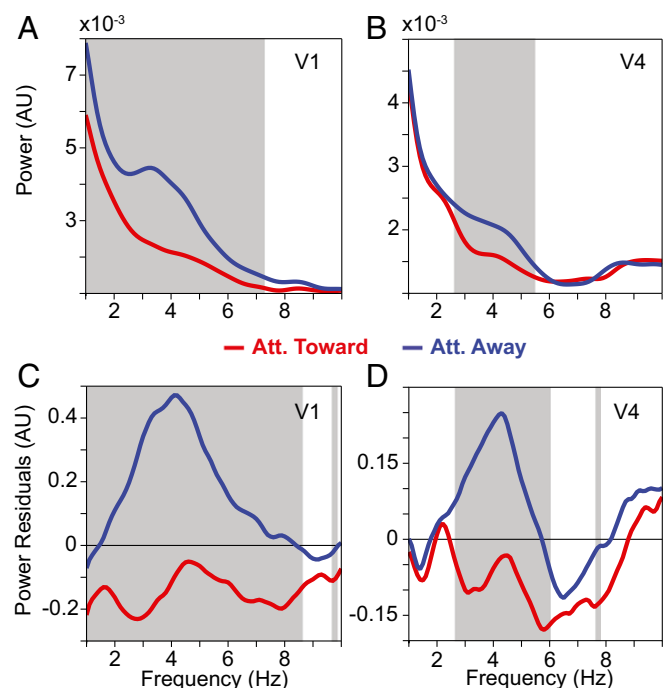 A
x10-3
V1
7
5
3
Power (AU)
2 4 6 8
B
x10-3
V4
4
3
2
2 4 6 8
Att. Toward
Att. Away
C
V1
0.4
0.2
0
-0.2
Power Residuals (AU)
2 4 6 8
Frequency (Hz)
D
V4
0.15
0
-0.15
2 4 6 8
Frequency (Hz)